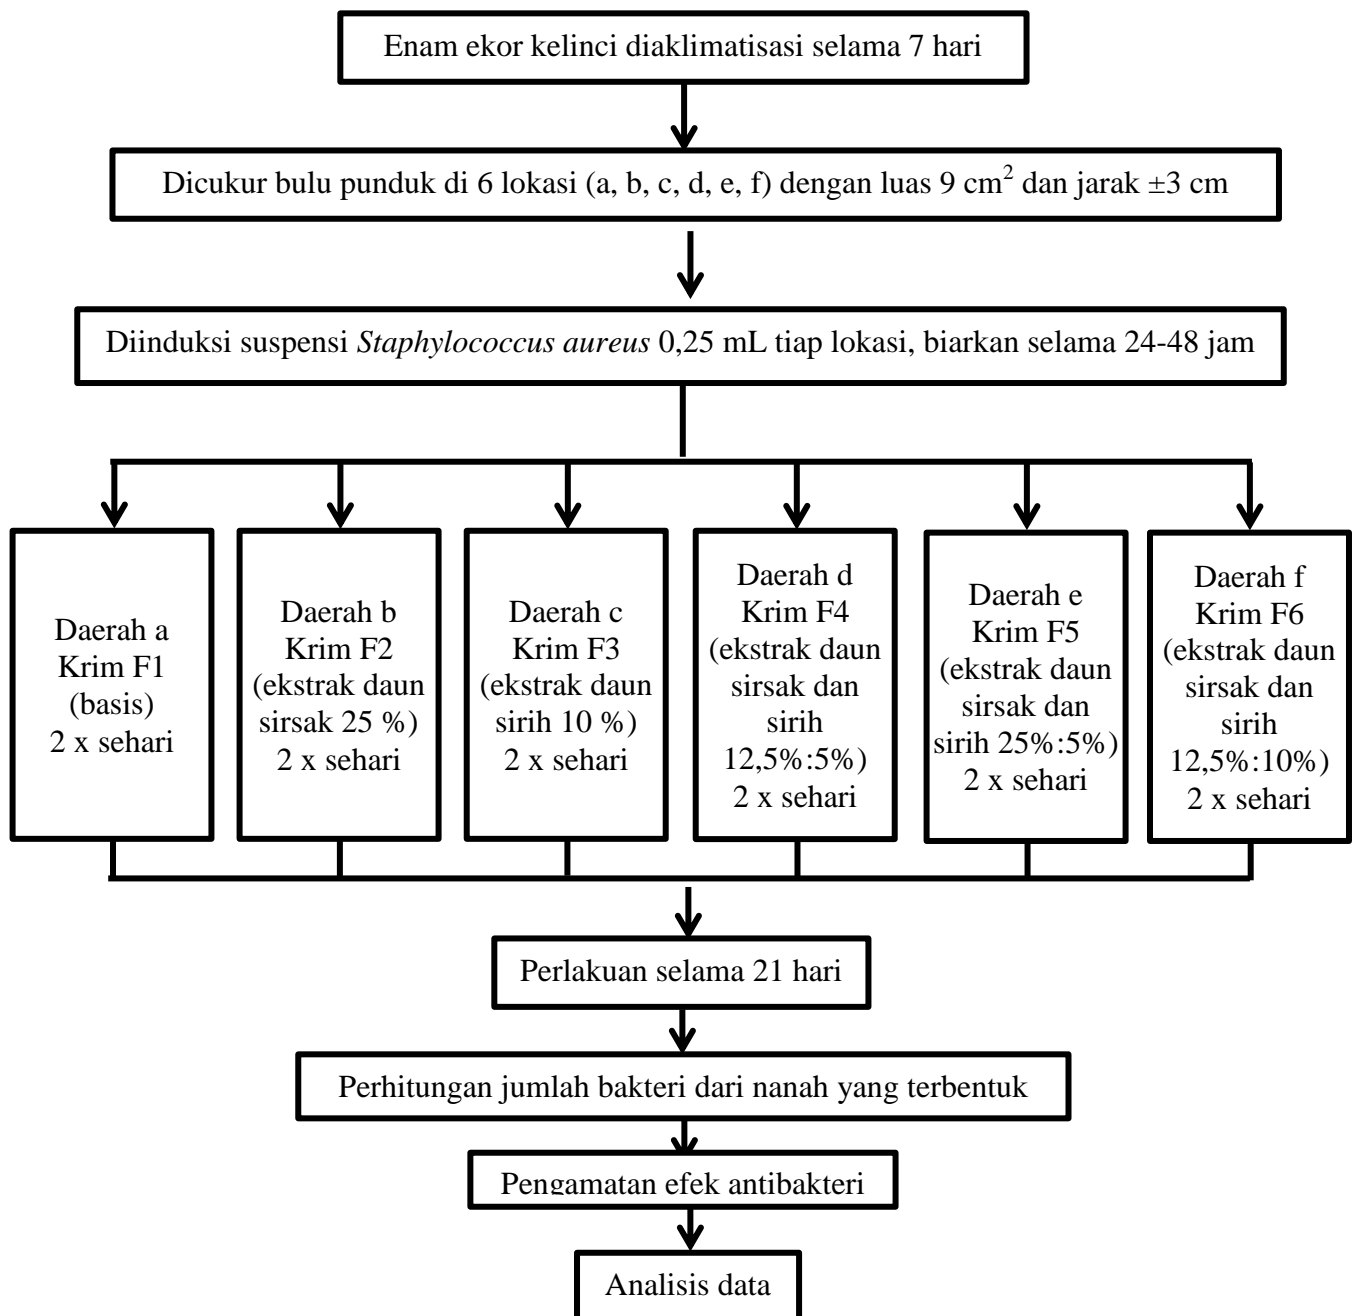 Enam ekor kelinci diaklimatisasi selama 7 hari
Dicukur bulu punduk di 6 lokasi (a, b, c, d, e, f) dengan luas 9 cm² dan jarak ±3 cm
Diinduksi suspensi Staphylococcus aureus 0,25 mL tiap lokasi, biarkan selama 24-48 jam
Daerah a
Krim F1
(basis)
2 x sehari
Daerah b
Krim F2
(ekstrak daun
sirsak 25 %)
2 x sehari
Daerah c
Krim F3
(ekstrak daun
sirih 10 %)
2 x sehari
Daerah d
Krim F4
(ekstrak daun
sirsak dan
sirih
12,5%:5%)
2 x sehari
Daerah e
Krim F5
(ekstrak daun
sirsak dan
sirih 25%:5%)
2 x sehari
Daerah f
Krim F6
(ekstrak daun
sirsak dan
sirih
12,5%:10%)
2 x sehari
Perlakuan selama 21 hari
Perhitungan jumlah bakteri dari nanah yang terbentuk
Pengamatan efek antibakteri
Analisis data